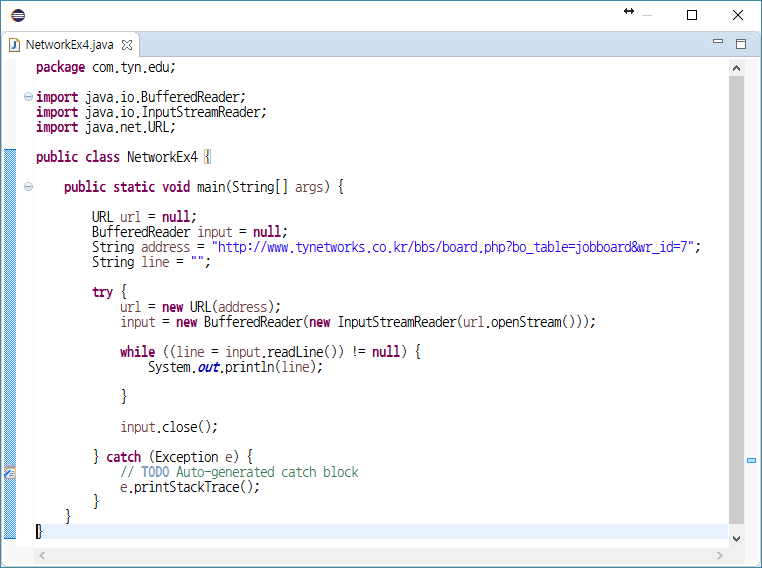 NetworkEx4.java
package com.tyn.edu;
import java.io.BufferedReader;
import java.io.InputStreamReader;
import java.net.URL;
public class NetworkEx4 {
public static void main(String[] args) {
URL url = null;
BufferedReader input = null;
String address = "http://www.tynetworks.co.kr/bbs/board.php?bo_table=jobboard&wr_id=7";
String line = "";
try {
url = new URL(address);
input = new BufferedReader(new InputStreamReader(url.openStream()));
while ((line = input.readLine()) != null) {
System.out.println(line);
}
input.close();
} catch (Exception e) {
// TODO Auto-generated catch block
e.printStackTrace();
}
}
}